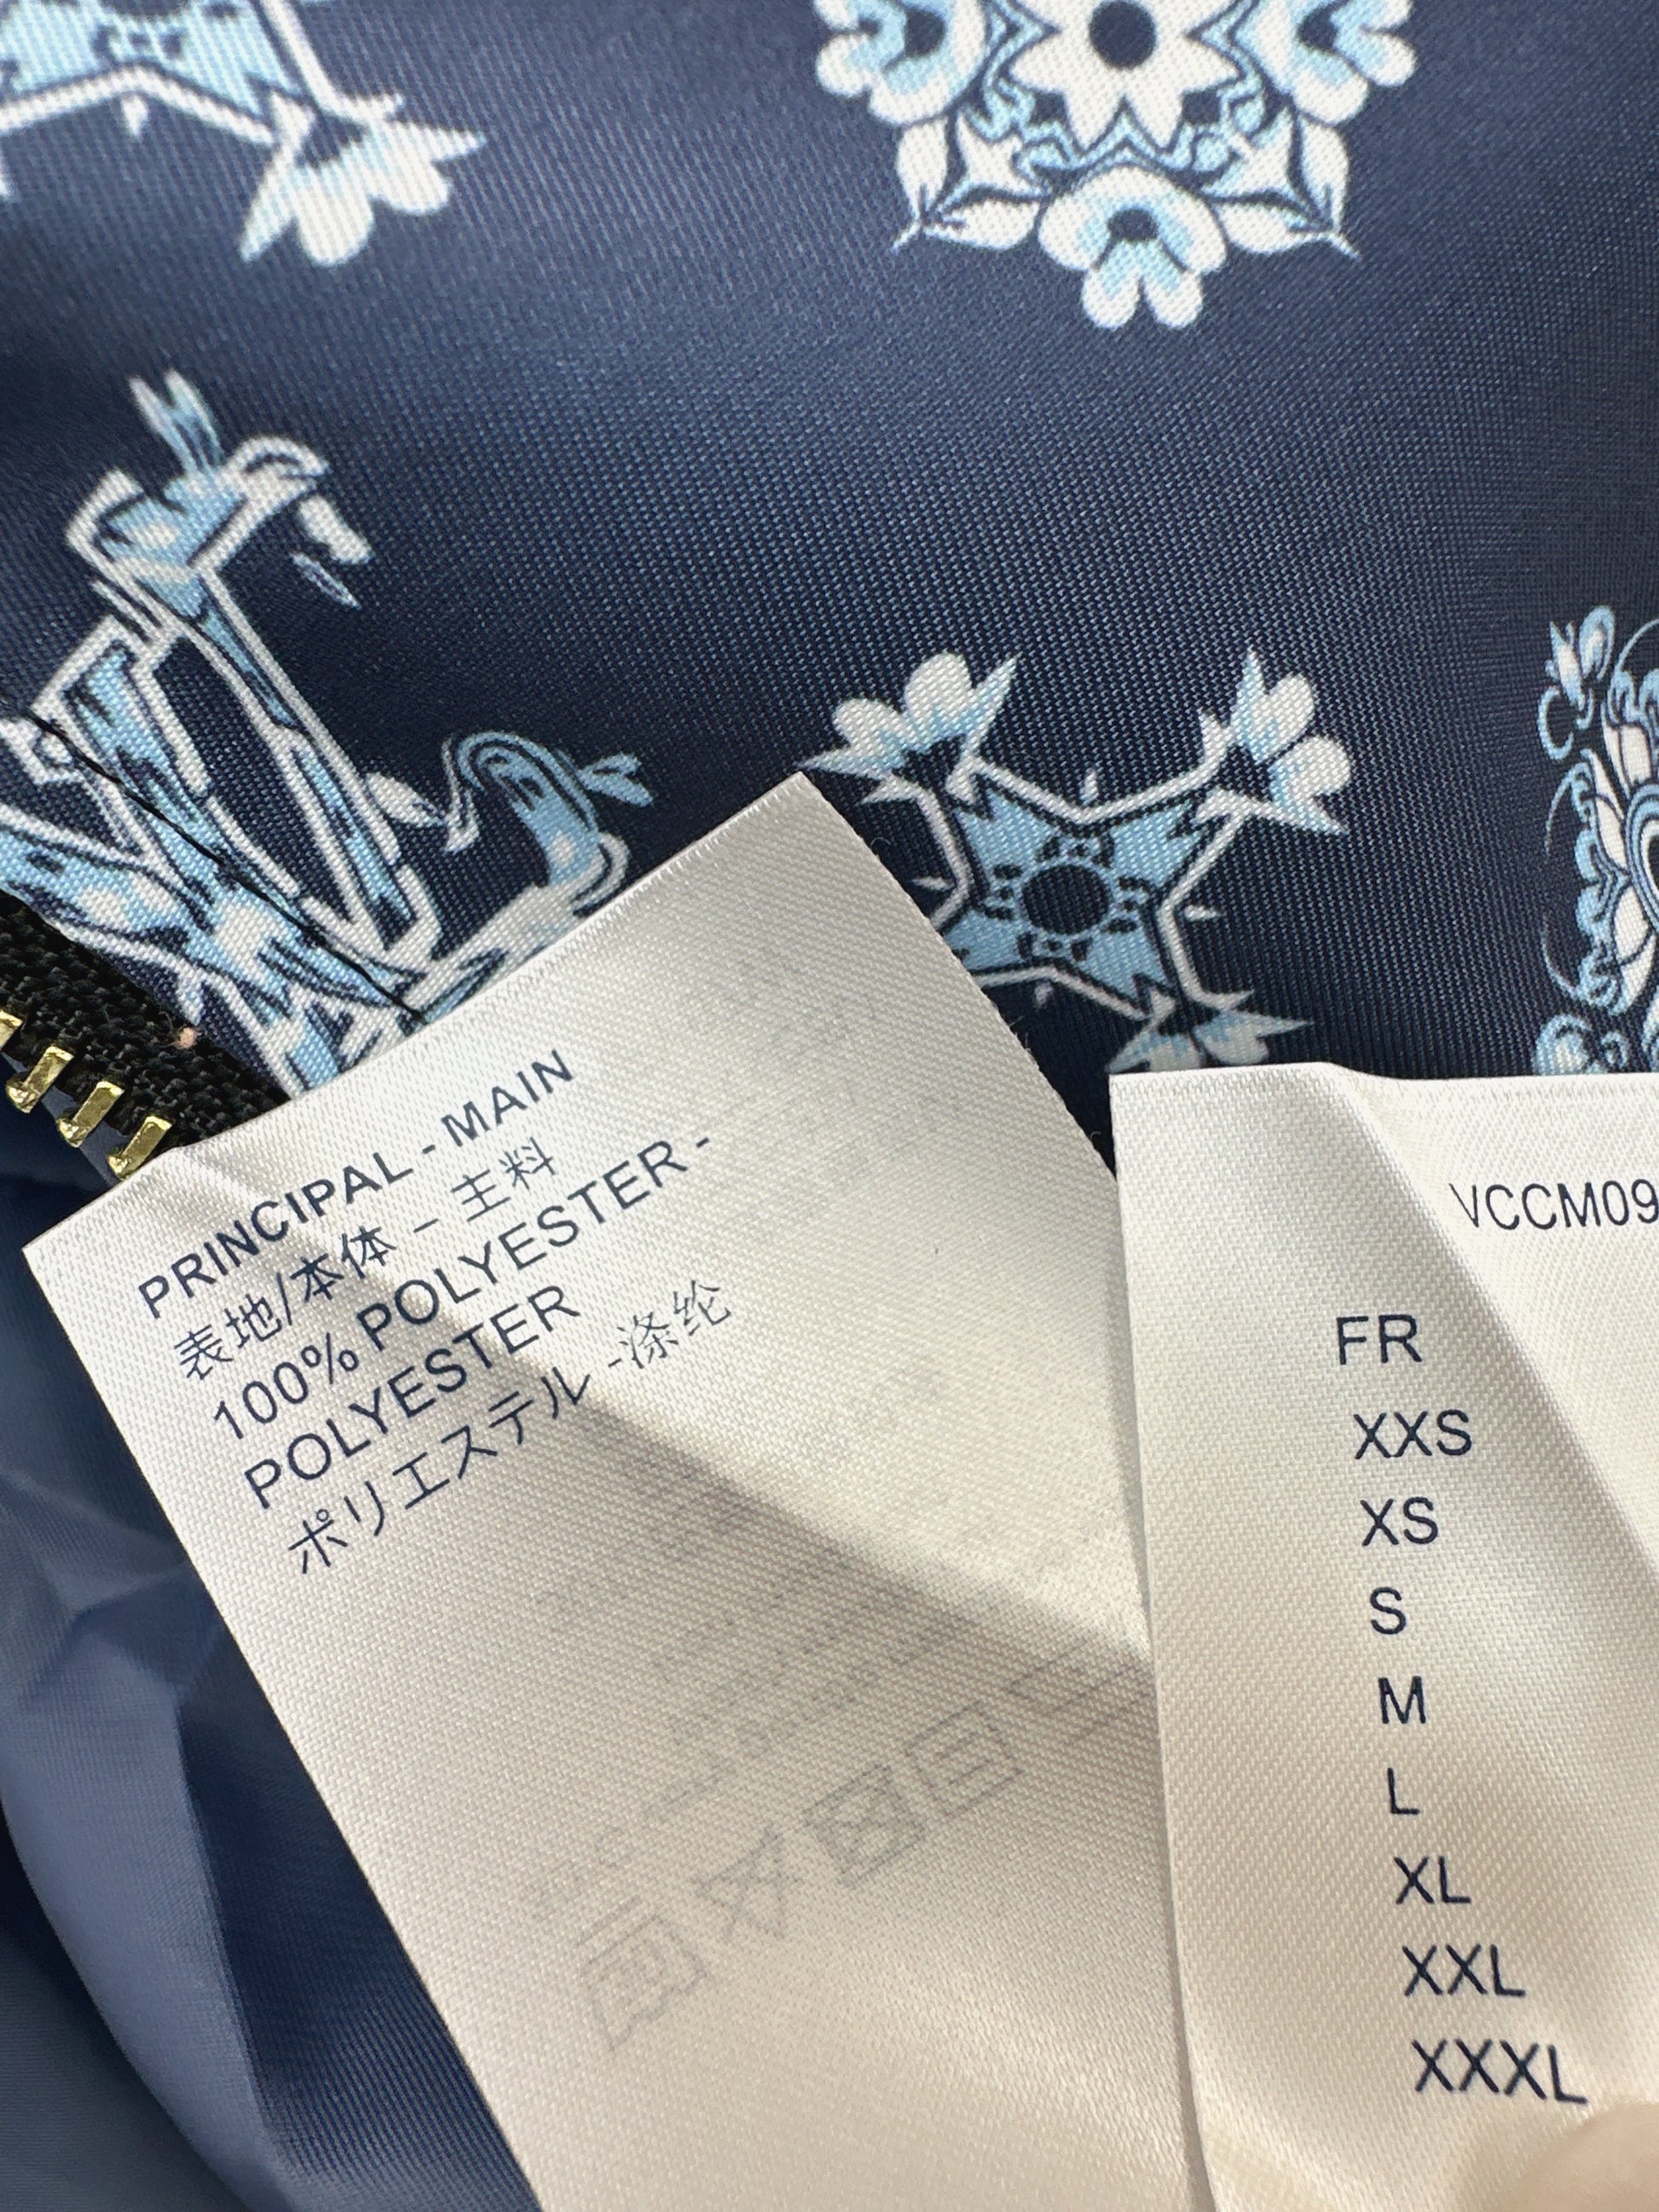 PRINCIPAL - MAIN
表地/本体 – 主料
100% POLYESTER -
POLYESTER
ポリエステル -涤纶
VCCM09
FR
XXS
XS
S
M
L
XL
XXL
XXXL